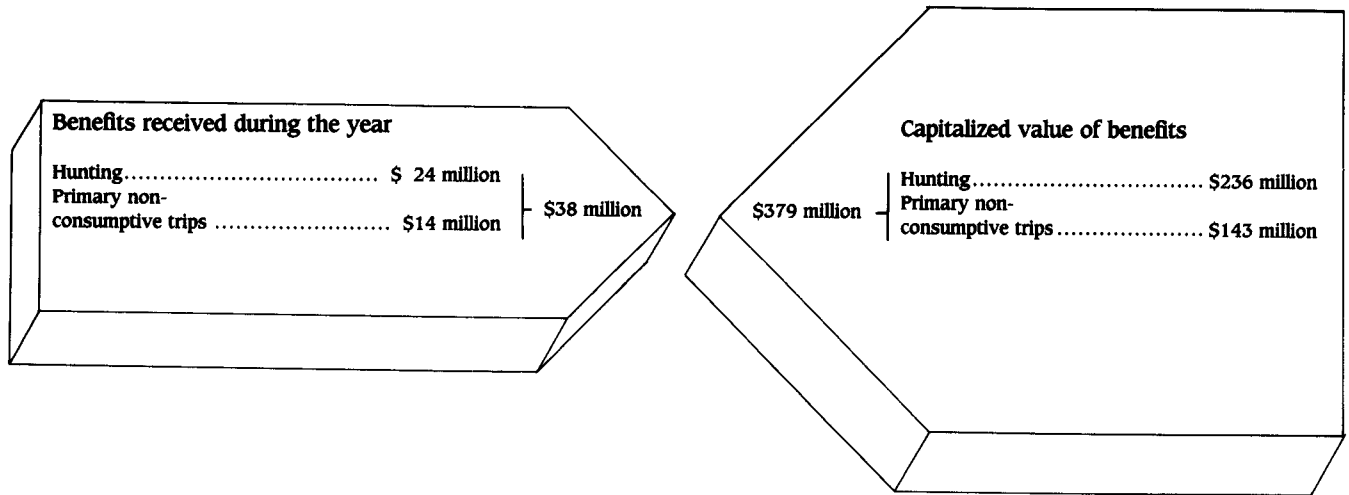 Benefits received during the year
Hunting.................................. $ 24 million
Primary non-
consumptive trips ........................ $14 million
$38 million
Capitalized value of benefits
$379 million
Hunting............................... $236 million
Primary non-
consumptive trips.................... $143 million